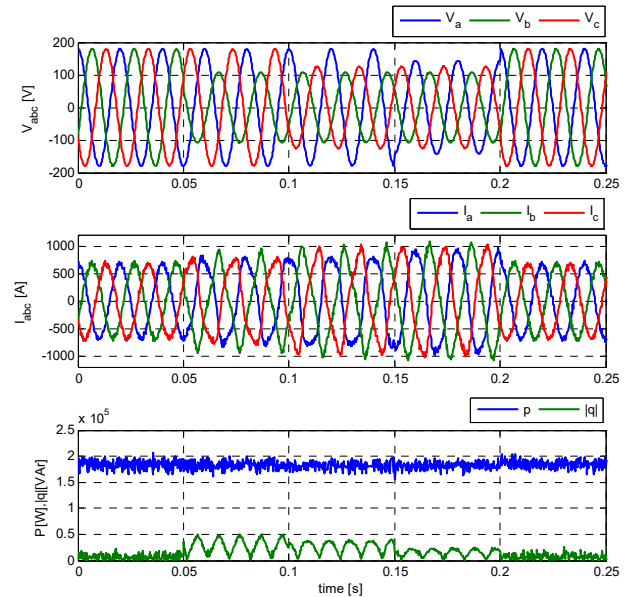 V_a V_b V_c
200
100
0
-100
-200
V_abc [V]
0 0.05 0.1 0.15 0.2 0.25
I_a I_b I_c
1000
500
0
-500
-1000
I_abc [A]
0 0.05 0.1 0.15 0.2 0.25
x 10^5
p |q|
2.5
2
1.5
1
0.5
0
P[W],|q|[VAr]
0 0.05 0.1 0.15 0.2 0.25
time [s]